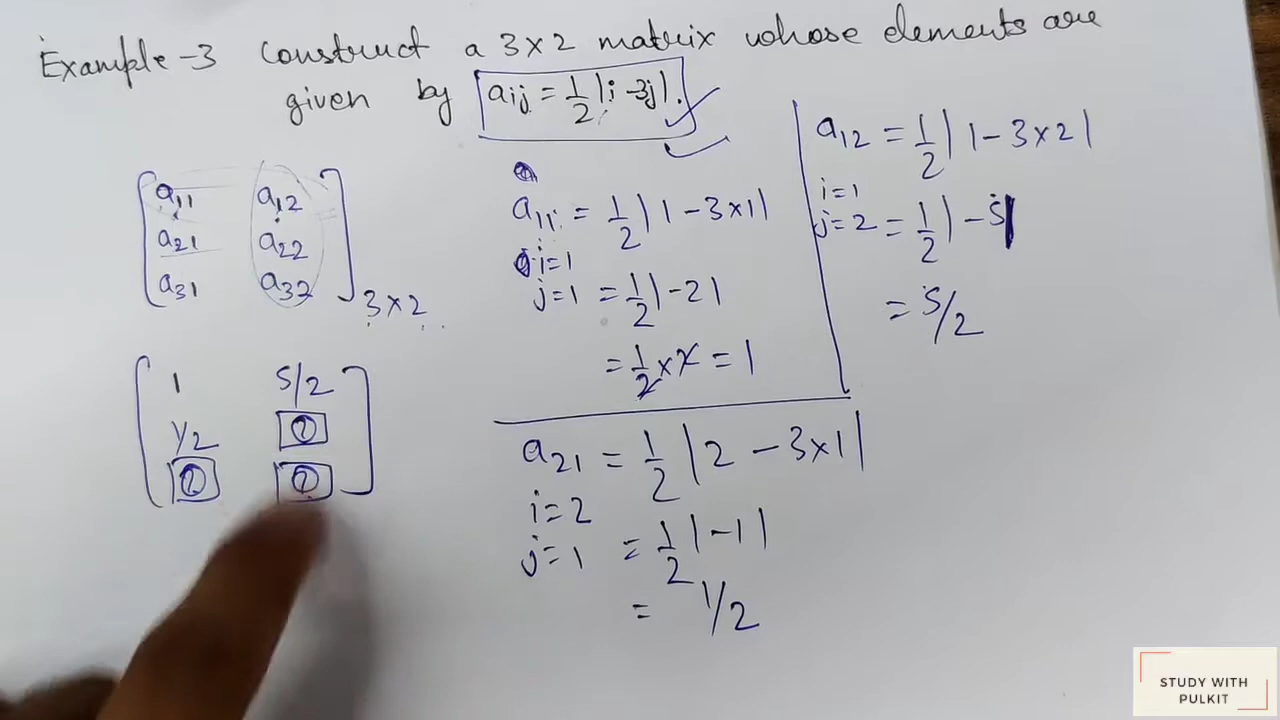 Example-3 Construct a 3×2 matrix whose elements are
given by aij = 1/2 |i-3j|.
a11 a12
a21 a22
a31 a32
3×2
1 5/2
1/2 ?
? ?
a11 = 1/2 |1-3×1|
i=1
j=1 = 1/2 |-2|
= 1/2 × 2 = 1
a12 = 1/2 |1-3×2|
i=1
j=2 = 1/2 |-5|
= 5/2
a21 = 1/2 |2-3×1|
i=2
j=1 = 1/2 |-1|
= 1/2
STUDY WITH
PULKIT